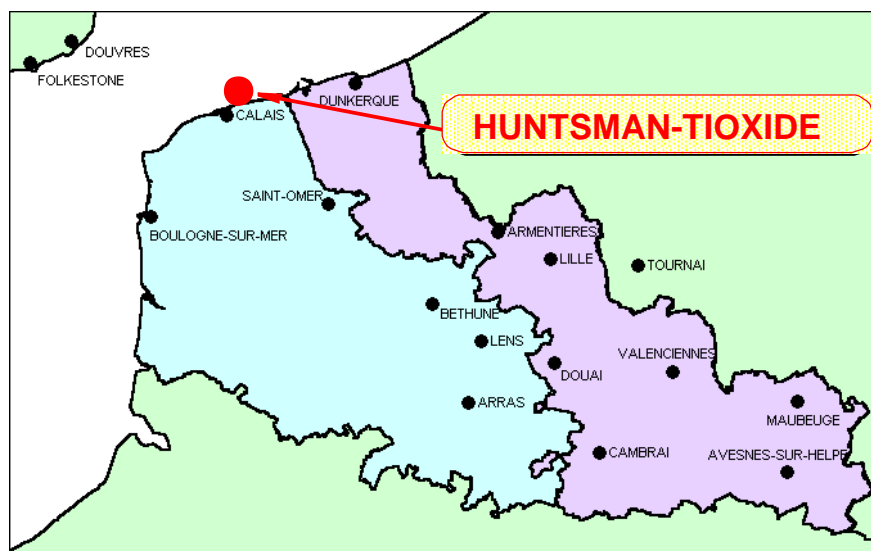 DOUVRES
FOLKESTONE
DUNKERQUE
CALAIS
HUNTSMAN-TIOXIDE
SAINT-OMER
BOULOGNE-SUR-MER
ARMENTIERES
LILLE
TOURNAI
BETHUNE
LENS
VALENCIENNES
DOUAI
ARRAS
MAUBEUGE
CAMBRAI
AVESNES-SUR-HELPE